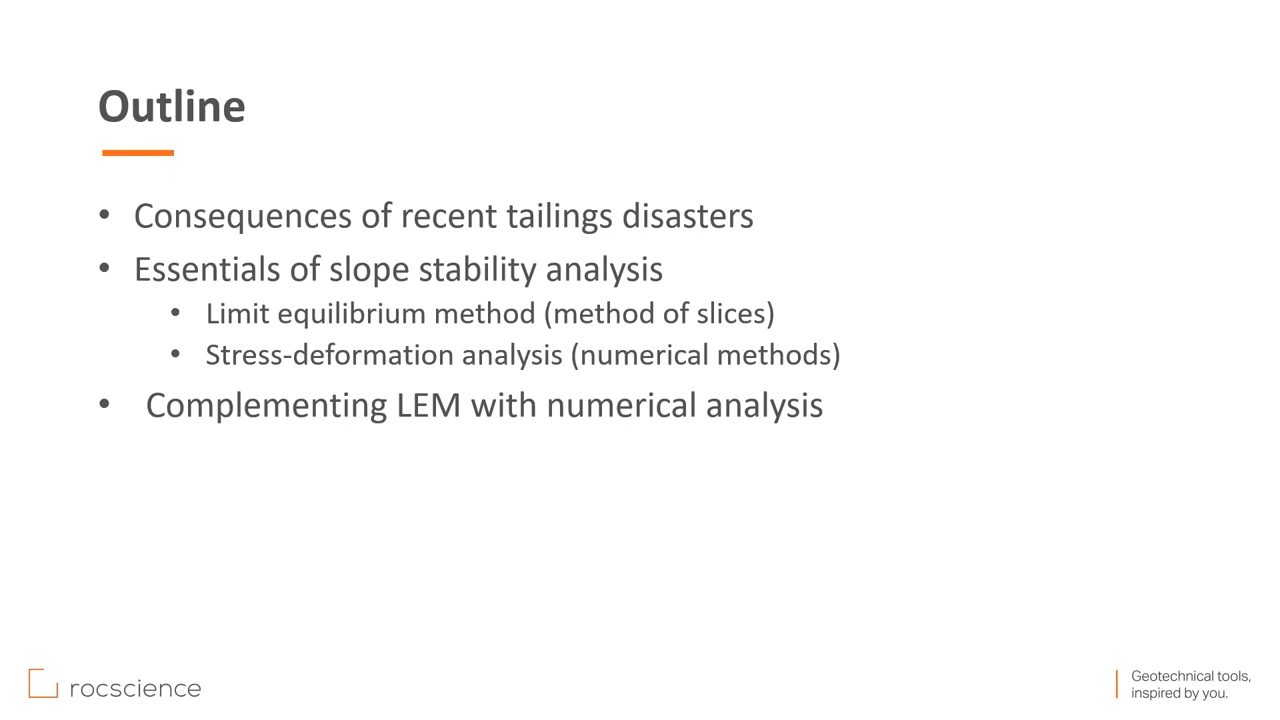 Outline
• Consequences of recent tailings disasters
• Essentials of slope stability analysis
• Limit equilibrium method (method of slices)
• Stress-deformation analysis (numerical methods)
• Complementing LEM with numerical analysis
rocscience
Geotechnical tools,
inspired by you.